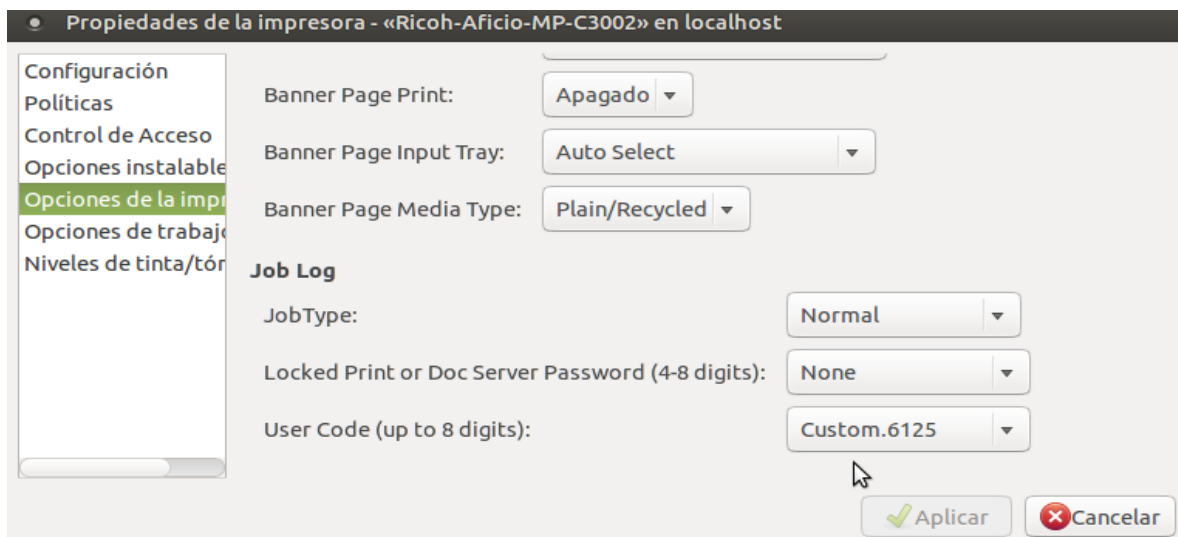 Propiedades de la impresora - «Ricoh-Aficio-MP-C3002» en localhost
Configuración
Políticas
Control de Acceso
Opciones instalable
Opciones de la impr
Opciones de trabajo
Niveles de tinta/tór
Banner Page Print: Apagado
Banner Page Input Tray: Auto Select
Banner Page Media Type: Plain/Recycled
Job Log
JobType: Normal
Locked Print or Doc Server Password (4-8 digits): None
User Code (up to 8 digits): Custom.6125
Aplicar Cancelar